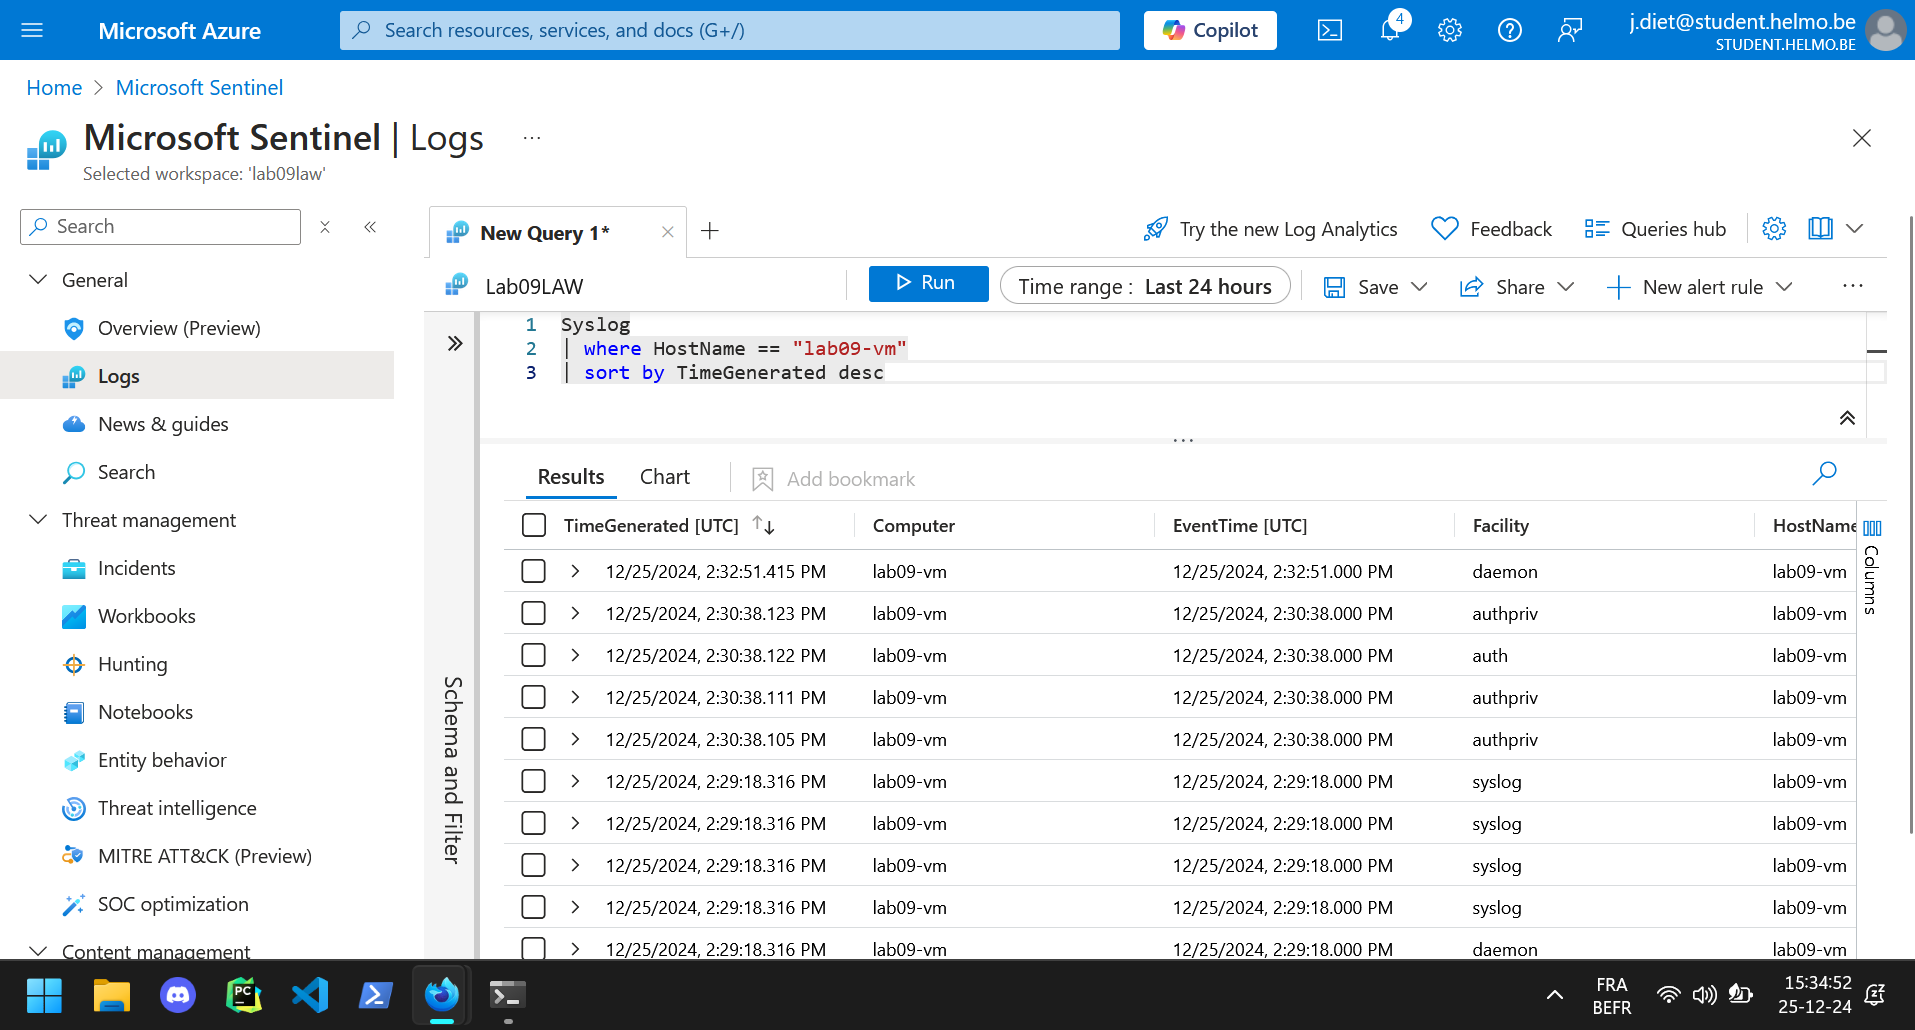 Microsoft Azure
Search resources, services, and docs (G+/)
Copilot
4
j.diet@student.helmo.be
STUDENT.HELMO.BE
Home > Microsoft Sentinel
Microsoft Sentinel | Logs ...
Selected workspace: 'lab09law'
Search
General
Overview (Preview)
Logs
News & guides
Search
Threat management
Incidents
Workbooks
Hunting
Notebooks
Entity behavior
Threat intelligence
MITRE ATT&CK (Preview)
SOC optimization
Content management
New Query 1*
Try the new Log Analytics
Feedback
Queries hub
Lab09LAW
Run
Time range : Last 24 hours
Save
Share
New alert rule
...
1 Syslog
2 | where HostName == "lab09-vm"
3 | sort by TimeGenerated desc
Schema and Filter
Results
Chart
Add bookmark
TimeGenerated [UTC] Computer EventTime [UTC] Facility HostName
12/25/2024, 2:32:51.415 PM lab09-vm 12/25/2024, 2:32:51.000 PM daemon lab09-vm
12/25/2024, 2:30:38.123 PM lab09-vm 12/25/2024, 2:30:38.000 PM authpriv lab09-vm
12/25/2024, 2:30:38.122 PM lab09-vm 12/25/2024, 2:30:38.000 PM auth lab09-vm
12/25/2024, 2:30:38.111 PM lab09-vm 12/25/2024, 2:30:38.000 PM authpriv lab09-vm
12/25/2024, 2:30:38.105 PM lab09-vm 12/25/2024, 2:30:38.000 PM authpriv lab09-vm
12/25/2024, 2:29:18.316 PM lab09-vm 12/25/2024, 2:29:18.000 PM syslog lab09-vm
12/25/2024, 2:29:18.316 PM lab09-vm 12/25/2024, 2:29:18.000 PM syslog lab09-vm
12/25/2024, 2:29:18.316 PM lab09-vm 12/25/2024, 2:29:18.000 PM syslog lab09-vm
12/25/2024, 2:29:18.316 PM lab09-vm 12/25/2024, 2:29:18.000 PM syslog lab09-vm
12/25/2024, 2:29:18.316 PM lab09-vm 12/25/2024, 2:29:18.000 PM daemon lab09-vm
Columns
PC
FRA
BEFR
15:34:52
25-12-24